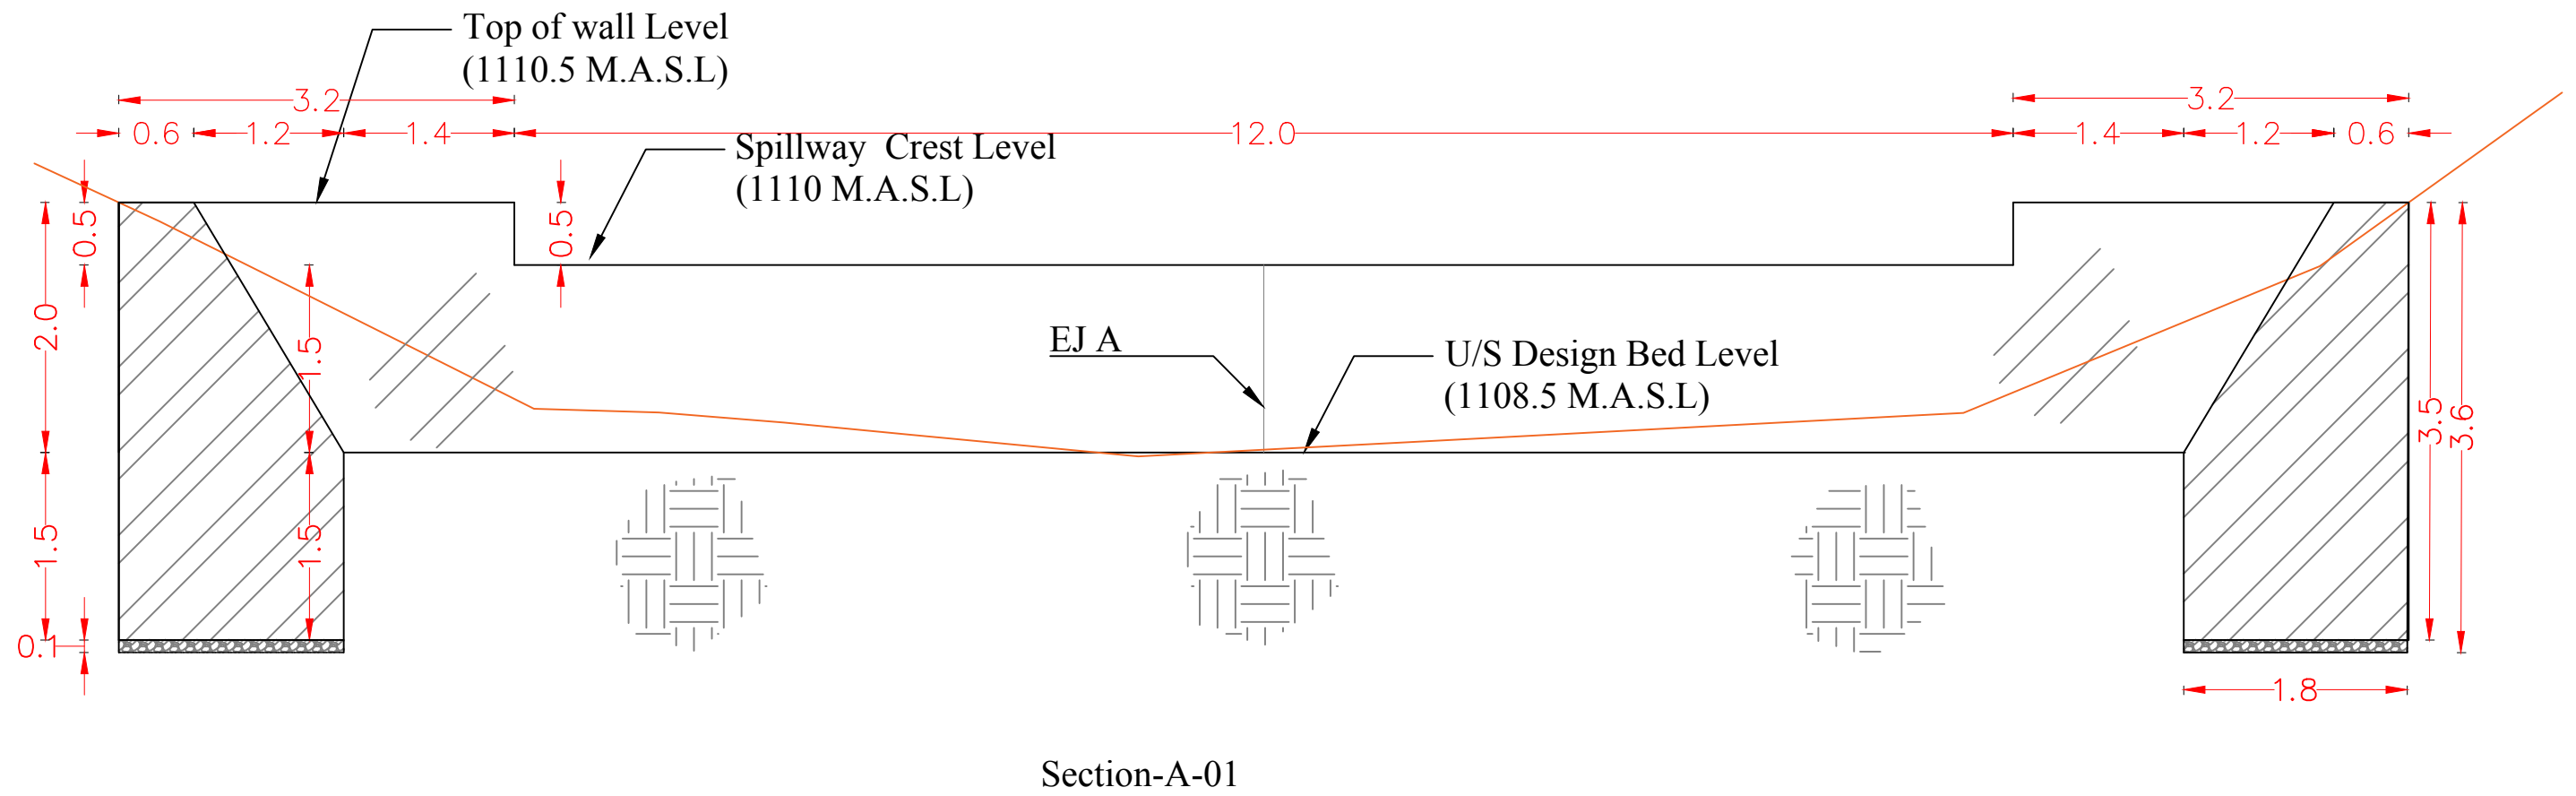 Top of wall Level
(1110.5 M.A.S.L)
3.2
3.2
0.6
1.2
1.4
12.0
1.4
1.2
0.6
Spillway  Crest Level
(1110 M.A.S.L)
0.5
0.5
2.0
1.5
EJ A
U/S Design Bed Level
(1108.5 M.A.S.L)
3.5
3.6
1.5
1.5
0.1
1.8
Section-A-01